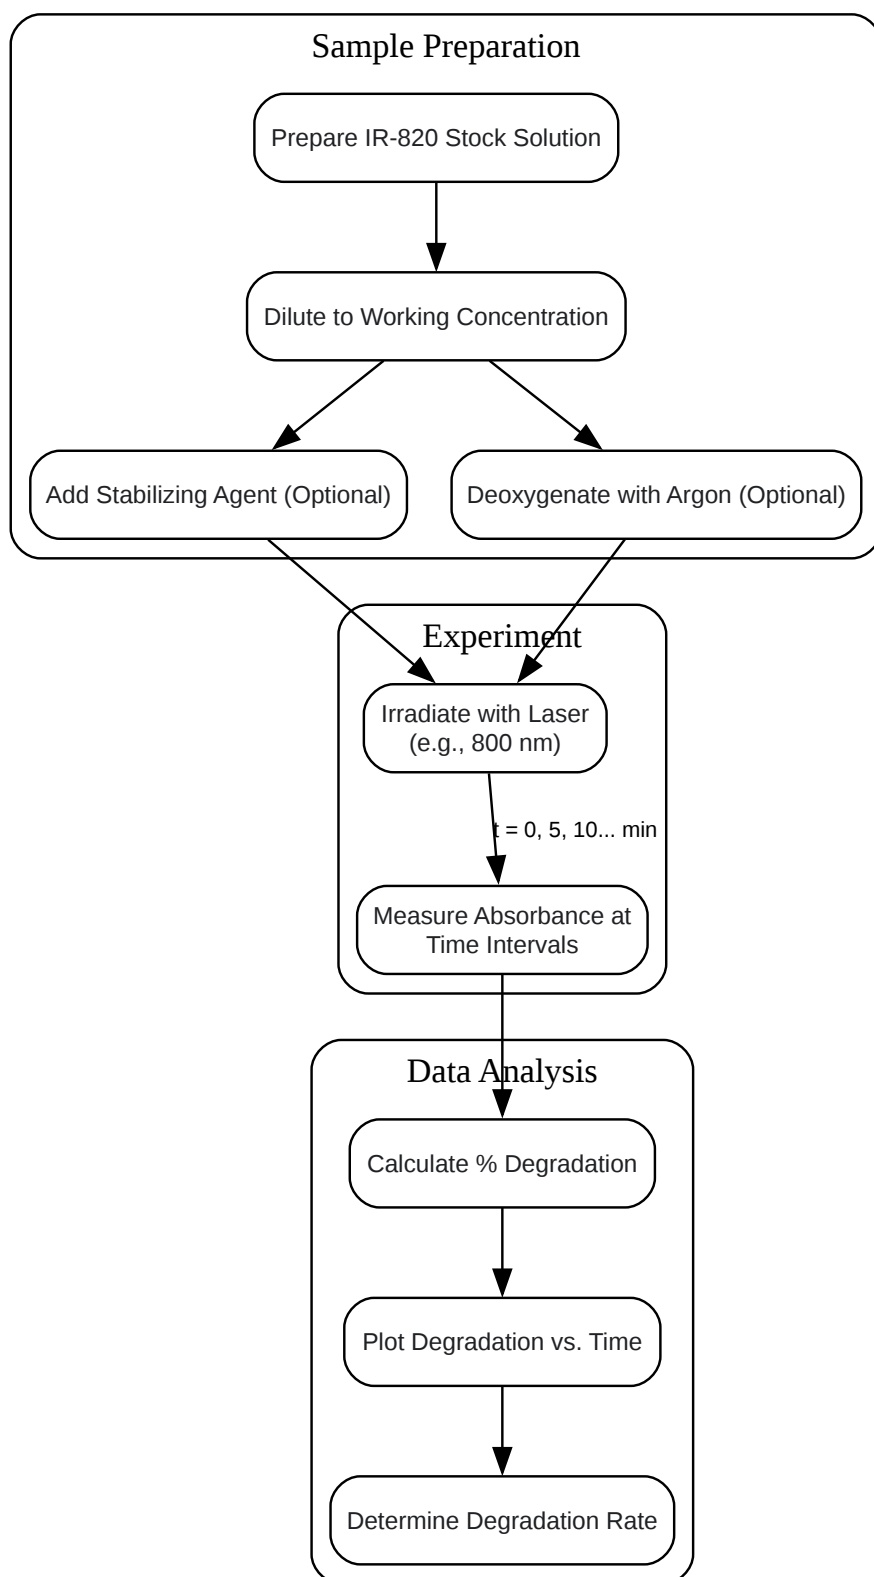 Sample Preparation
Prepare IR-820 Stock Solution
Dilute to Working Concentration
Add Stabilizing Agent (Optional)
Deoxygenate with Argon (Optional)
Experiment
Irradiate with Laser
(e.g., 800 nm)
t = 0, 5, 10... min
Measure Absorbance at
Time Intervals
Data Analysis
Calculate % Degradation
Plot Degradation vs. Time
Determine Degradation Rate